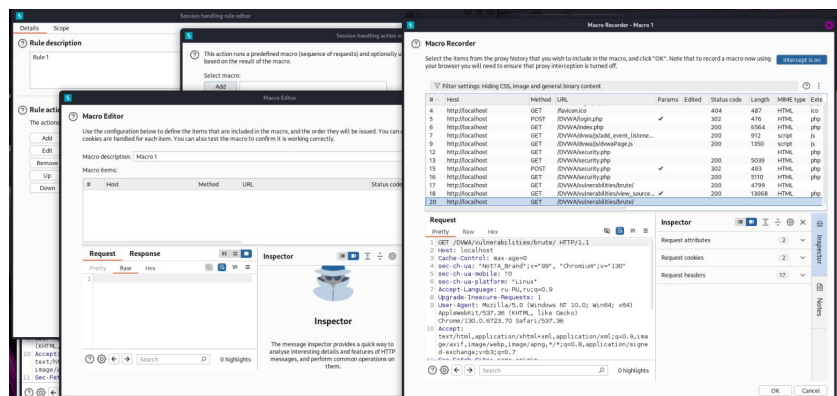 Session handling rule editor
Details Scope
Rule description
Rule 1
Rule actio
The actions
Add
Edit
Remove
Up
Down
Session handling action e
This action runs a predefined macro (sequence of requests) and optionally u
based on the result of the macro.
Select macro:
Add
Macro Editor
Macro Editor
Use the configuration below to define the items that are included in the macro, and the order they will be issued. You can
cookies are handled for each item. You can also test the macro to confirm it is working correctly.
Macro description: Macro 1
Macro items:
# Host Method URL Status code
Request Response
Pretty Raw Hex
1
Search
0 highlights
Inspector
Inspector
The message inspector provides a quick way to
analyse interesting details and features of HTTP
messages, and perform common operations on
them.
(KHTML,
10 Accept:
text/ht
image/a
11 Sec-Fet
Macro Recorder - Macro 1
Macro Recorder
Select the items from the proxy history that you wish to include in the macro, and click "OK". Note that to record a macro now using
your browser you will need to ensure that proxy interception is turned off.
Intercept is on
Filter settings: Hiding CSS, image and general binary content
# Host Method URL Params Edited Status code Length MIME type Exte
4 http://localhost GET /favicon.ico 404 487 HTML ico
5 http://localhost POST /DVWA/login.php ✓ 302 476 HTML php
6 http://localhost GET /DVWA/index.php 200 6564 HTML php
7 http://localhost GET /DVWA/dvwa/js/add_event_listene... 200 912 script js
9 http://localhost GET /DVWA/dvwa/js/dvwaPage.js 200 1350 script js
12 http://localhost GET /DVWA/security.php HTML php
13 http://localhost GET /DVWA/security.php 200 5039 HTML php
15 http://localhost POST /DVWA/security.php ✓ 302 493 HTML php
16 http://localhost GET /DVWA/security.php 200 5110 HTML php
17 http://localhost GET /DVWA/vulnerabilities/brute/ 200 4799 HTML
18 http://localhost GET /DVWA/vulnerabilities/view_source... ✓ 200 13068 HTML php
20 http://localhost GET /DVWA/vulnerabilities/brute/
Request
Pretty Raw Hex
1 GET /DVWA/vulnerabilities/brute/ HTTP/1.1
2 Host: localhost
3 Cache-Control: max-age=0
4 sec-ch-ua: "Not?A_Brand";v="99", "Chromium";v="130"
5 sec-ch-ua-mobile: ?0
6 sec-ch-ua-platform: "Linux"
7 Accept-Language: ru-RU,ru;q=0.9
8 Upgrade-Insecure-Requests: 1
9 User-Agent: Mozilla/5.0 (Windows NT 10.0; Win64; x64)
AppleWebKit/537.36 (KHTML, like Gecko)
Chrome/130.0.6723.70 Safari/537.36
10 Accept:
text/html,application/xhtml+xml,application/xml;q=0.9,ima
ge/avif,image/webp,image/apng,*/*;q=0.8,application/signe
d-exchange;v=b3;q=0.7
Search
0 highlights
Inspector
Request attributes 2
Request cookies 2
Request headers 17
Inspector
Notes
OK Cancel